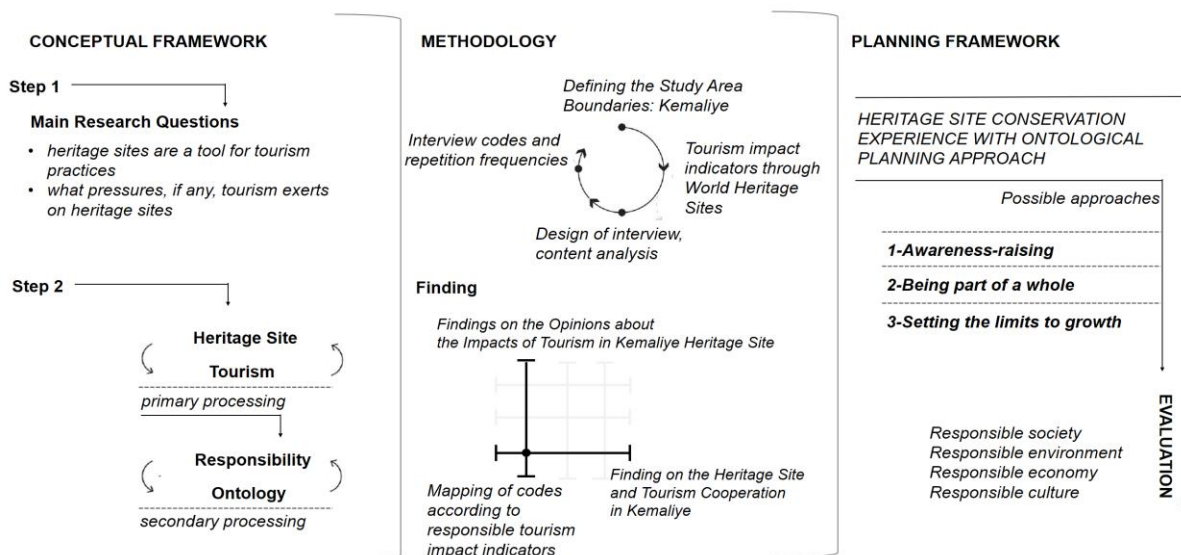 CONCEPTUAL FRAMEWORK
Step 1
Main Research Questions
• heritage sites are a tool for tourism
practices
• what pressures, if any, tourism exerts
on heritage sites
Step 2
Heritage Site
Tourism
primary processing
Responsibility
Ontology
secondary processing
METHODOLOGY
Defining the Study Area
Boundaries: Kemaliye
Interview codes and
repetition frequencies
Tourism impact
indicators through
World Heritage
Sites
Design of interview,
content analysis
Finding
Findings on the Opinions about
the Impacts of Tourism in Kemaliye Heritage Site
Mapping of codes
according to
responsible tourism
impact indicators
Finding on the Heritage Site
and Tourism Cooperation
in Kemaliye
PLANNING FRAMEWORK
HERITAGE SITE CONSERVATION
EXPERIENCE WITH ONTOLOGICAL
PLANNING APPROACH
Possible approaches
1-Awareness-raising
2-Being part of a whole
3-Setting the limits to growth
EVALUATION
Responsible society
Responsible environment
Responsible economy
Responsible culture